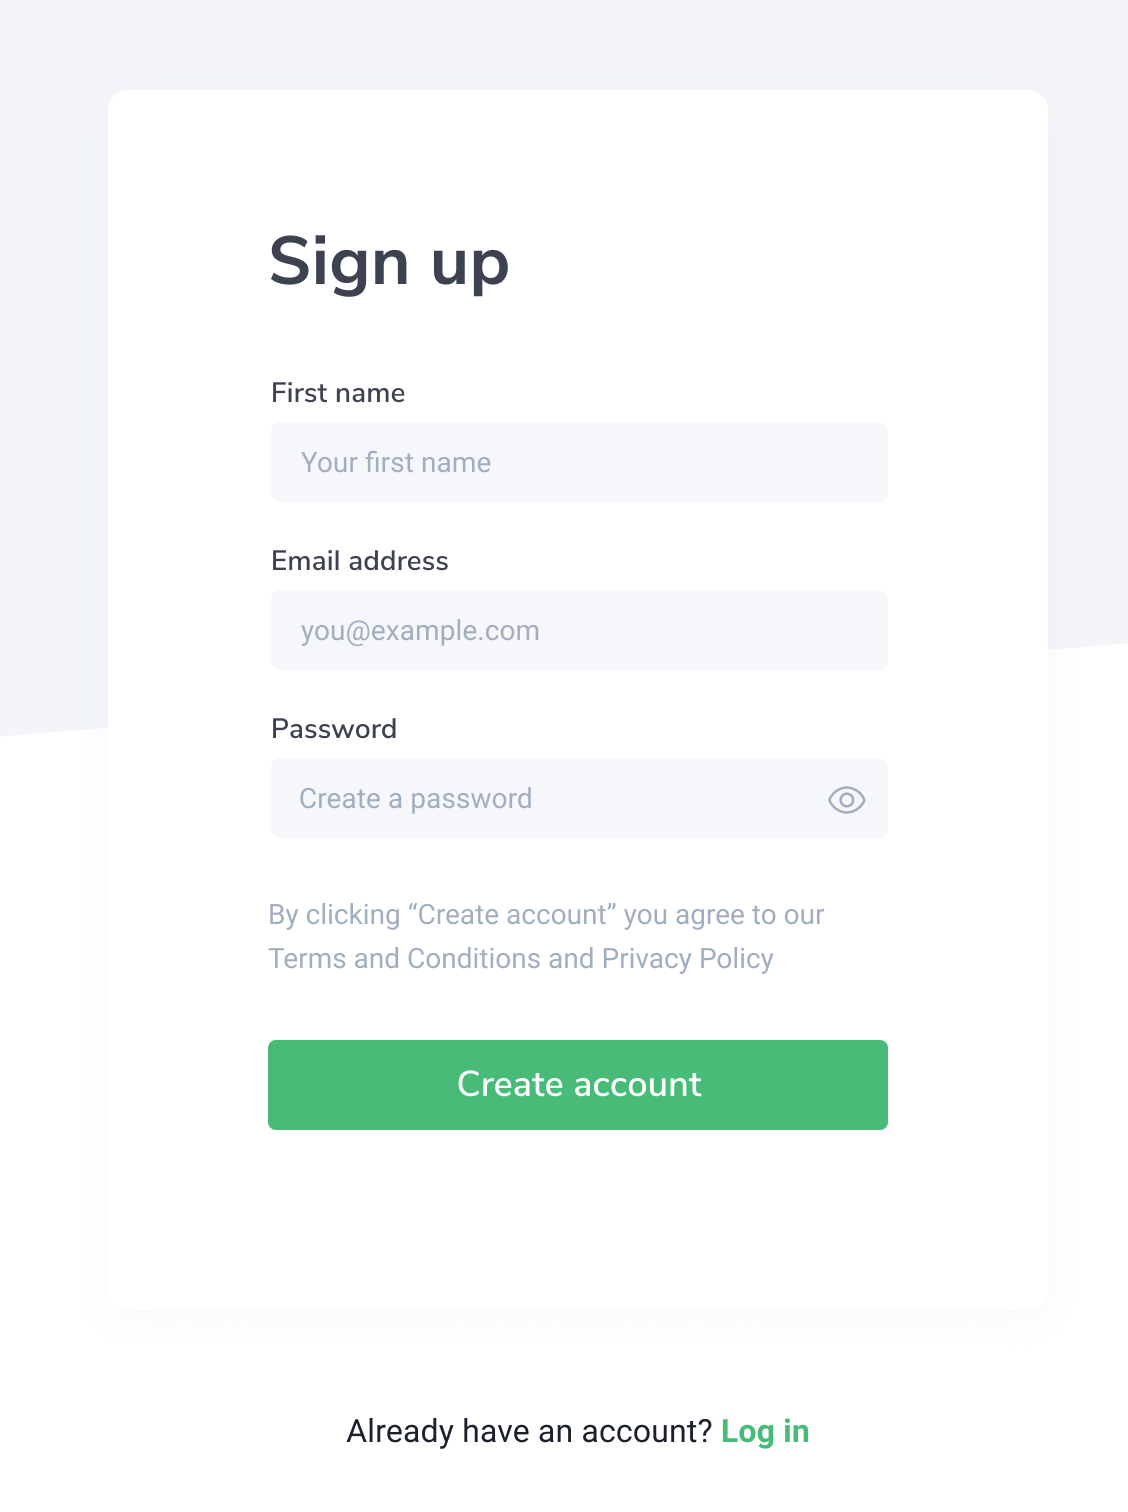 Sign up
First name
Your first name
Email address
you@example.com
Password
Create a password
By clicking “Create account” you agree to our
Terms and Conditions and Privacy Policy
Create account
Already have an account? Log in